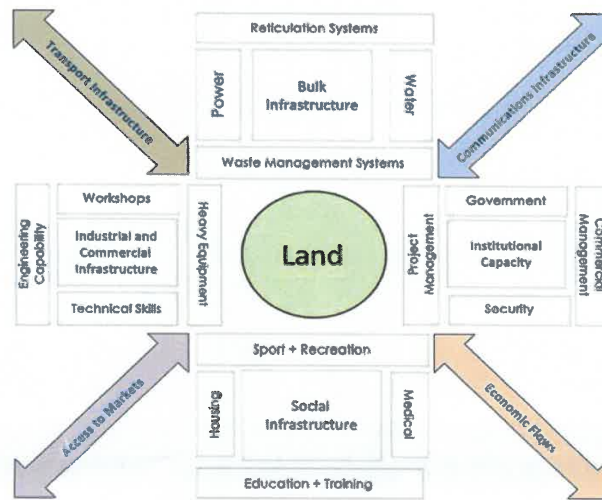 Reticulation Systems
Transport Infrastructure
Power
Bulk
Infrastructure
Water
Communications Infrastructure
Waste Management Systems
Engineering
Capability
Workshops
Industrial and
Commercial
Infrastructure
Technical Skills
Heavy Equipment
Land
Project
Management
Government
Institutional
Capacity
Security
Commercial
Management
Sport + Recreation
Access to Markets
Housing
Social
Infrastructure
Medical
Economic Flows
Education + Training